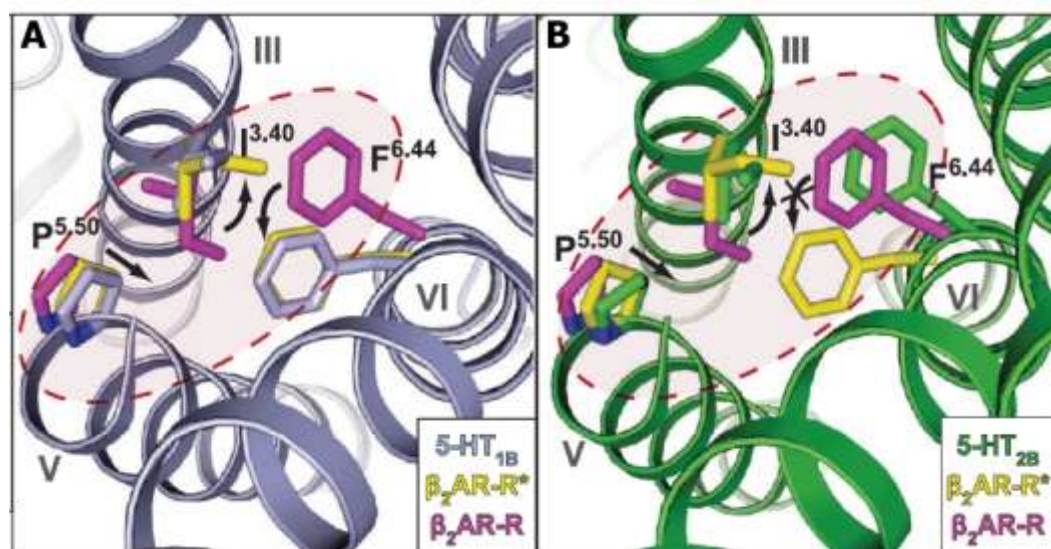 A
III
I3.40
F6.44
P5.50
VI
V
5-HT1B
β2AR-R*
β2AR-R
B
III
I3.40
F6.44
P5.50
VI
V
5-HT2B
β2AR-R*
β2AR-R